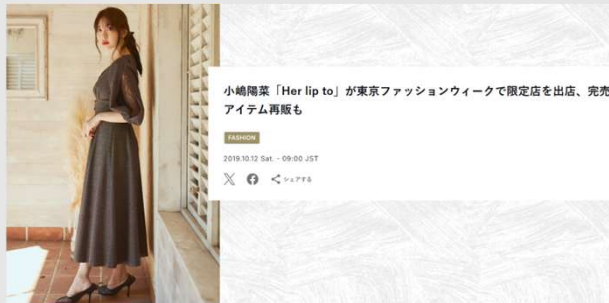 小嶋陽菜「Her lip to」が東京ファッションウィークで限定店を出店、完売
アイテム再販も
FASHION
2019.10.12 Sat. - 09:00 JST
シェアする